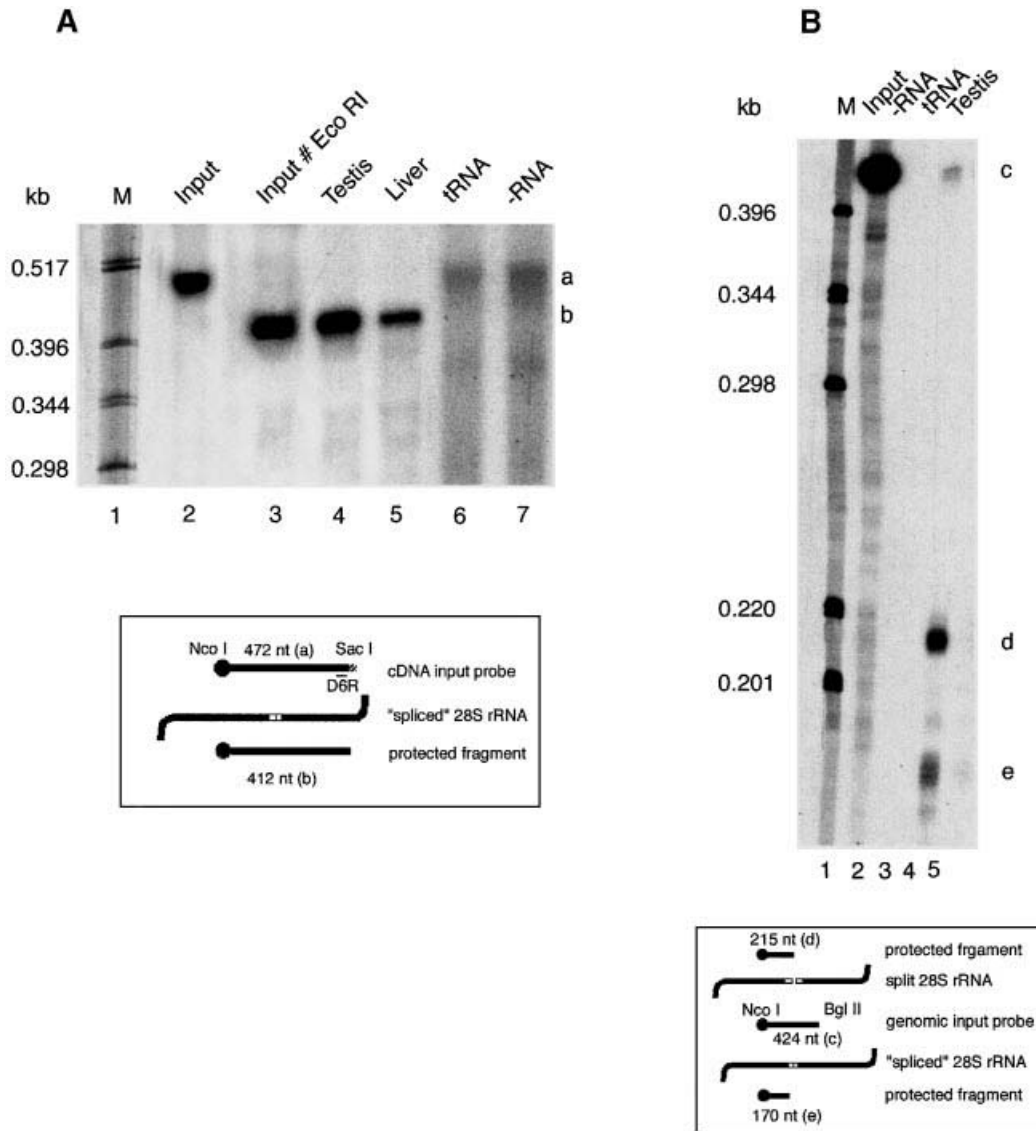 A
kb
M
Input
Input # Eco RI
Testis
Liver
tRNA
-RNA
0.517
0.396
0.344
0.298
a
b
1 2 3 4 5 6 7
Nco I 472 nt (a) Sac I
D6R
cDNA input probe
"spliced" 28S rRNA
protected fragment
412 nt (b)
B
kb
M
Input
-RNA
tRNA
Testis
0.396
0.344
0.298
0.220
0.201
c
d
e
1 2 3 4 5
215 nt (d)
protected frgament
split 28S rRNA
Nco I Bgl II
genomic input probe
424 nt (c)
"spliced" 28S rRNA
protected fragment
170 nt (e)